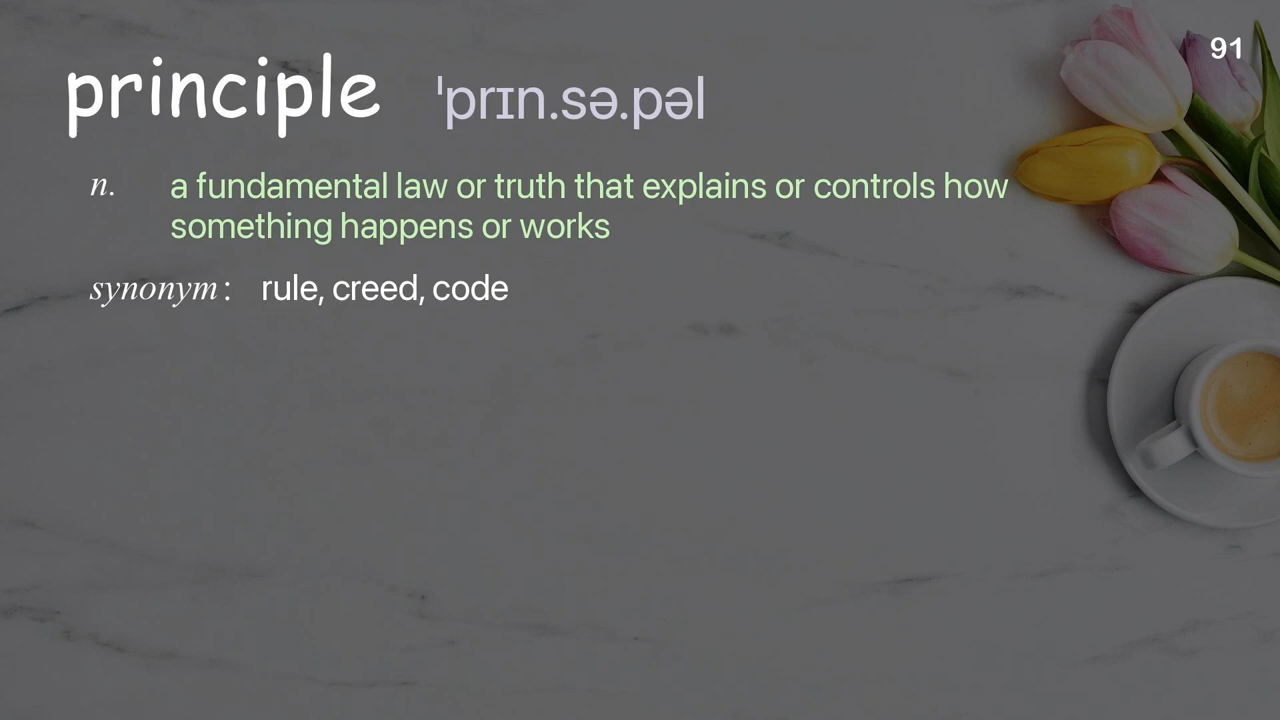 91
principle ˈprɪn.sə.pəl
n. a fundamental law or truth that explains or controls how
something happens or works
synonym: rule, creed, code